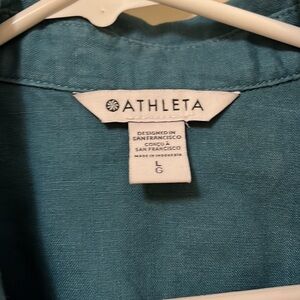 ATHLETA
DESIGNED IN
SAN FRANCISCO
CONÇU À
SAN FRANCISCO
MADE IN INDONESIA
L
G